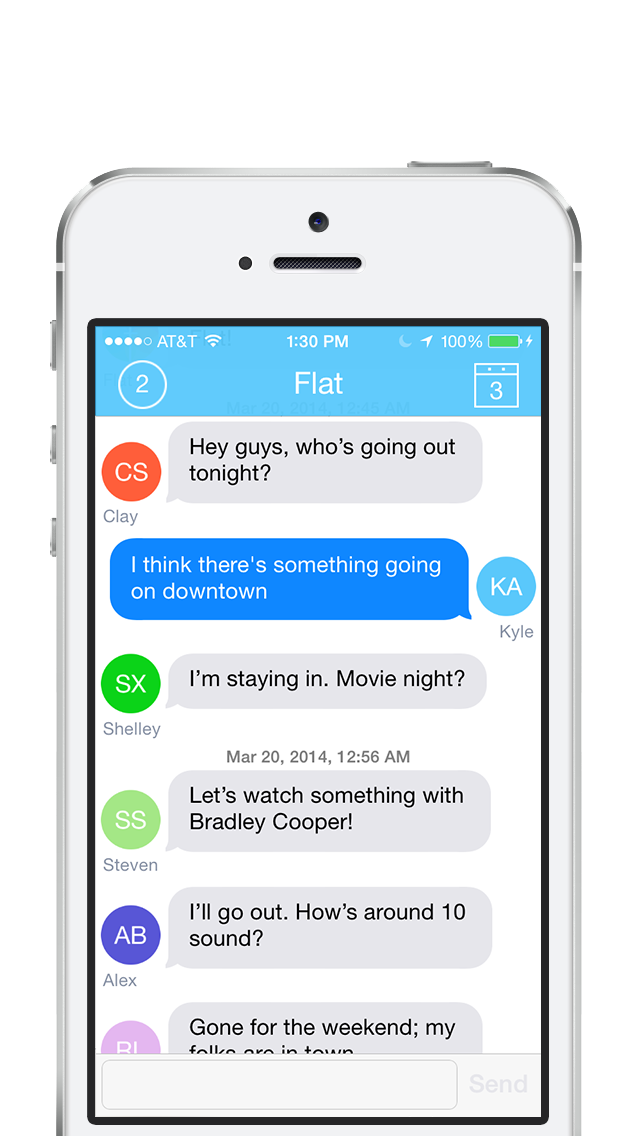 AT&T 1:30 PM 100%
2 Flat 3
Mar 20, 2014, 12:45 AM
Hey guys, who’s going out
tonight?
CS
Clay
I think there's something going
on downtown
KA
Kyle
SX
I’m staying in. Movie night?
Shelley
Mar 20, 2014, 12:56 AM
Let’s watch something with
Bradley Cooper!
SS
Steven
I’ll go out. How’s around 10
sound?
AB
Alex
Gone for the weekend; my
folks are in town
Send